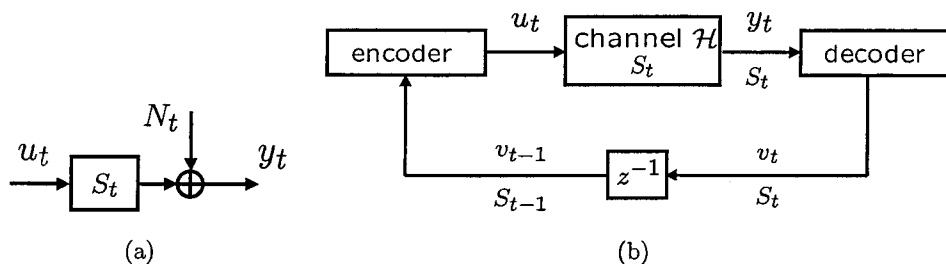 N_t
u_t
S_t
y_t
(a)
encoder
u_t
channel ℋ
S_t
y_t
S_t
decoder
v_{t-1}
S_{t-1}
z^{-1}
v_t
S_t
(b)